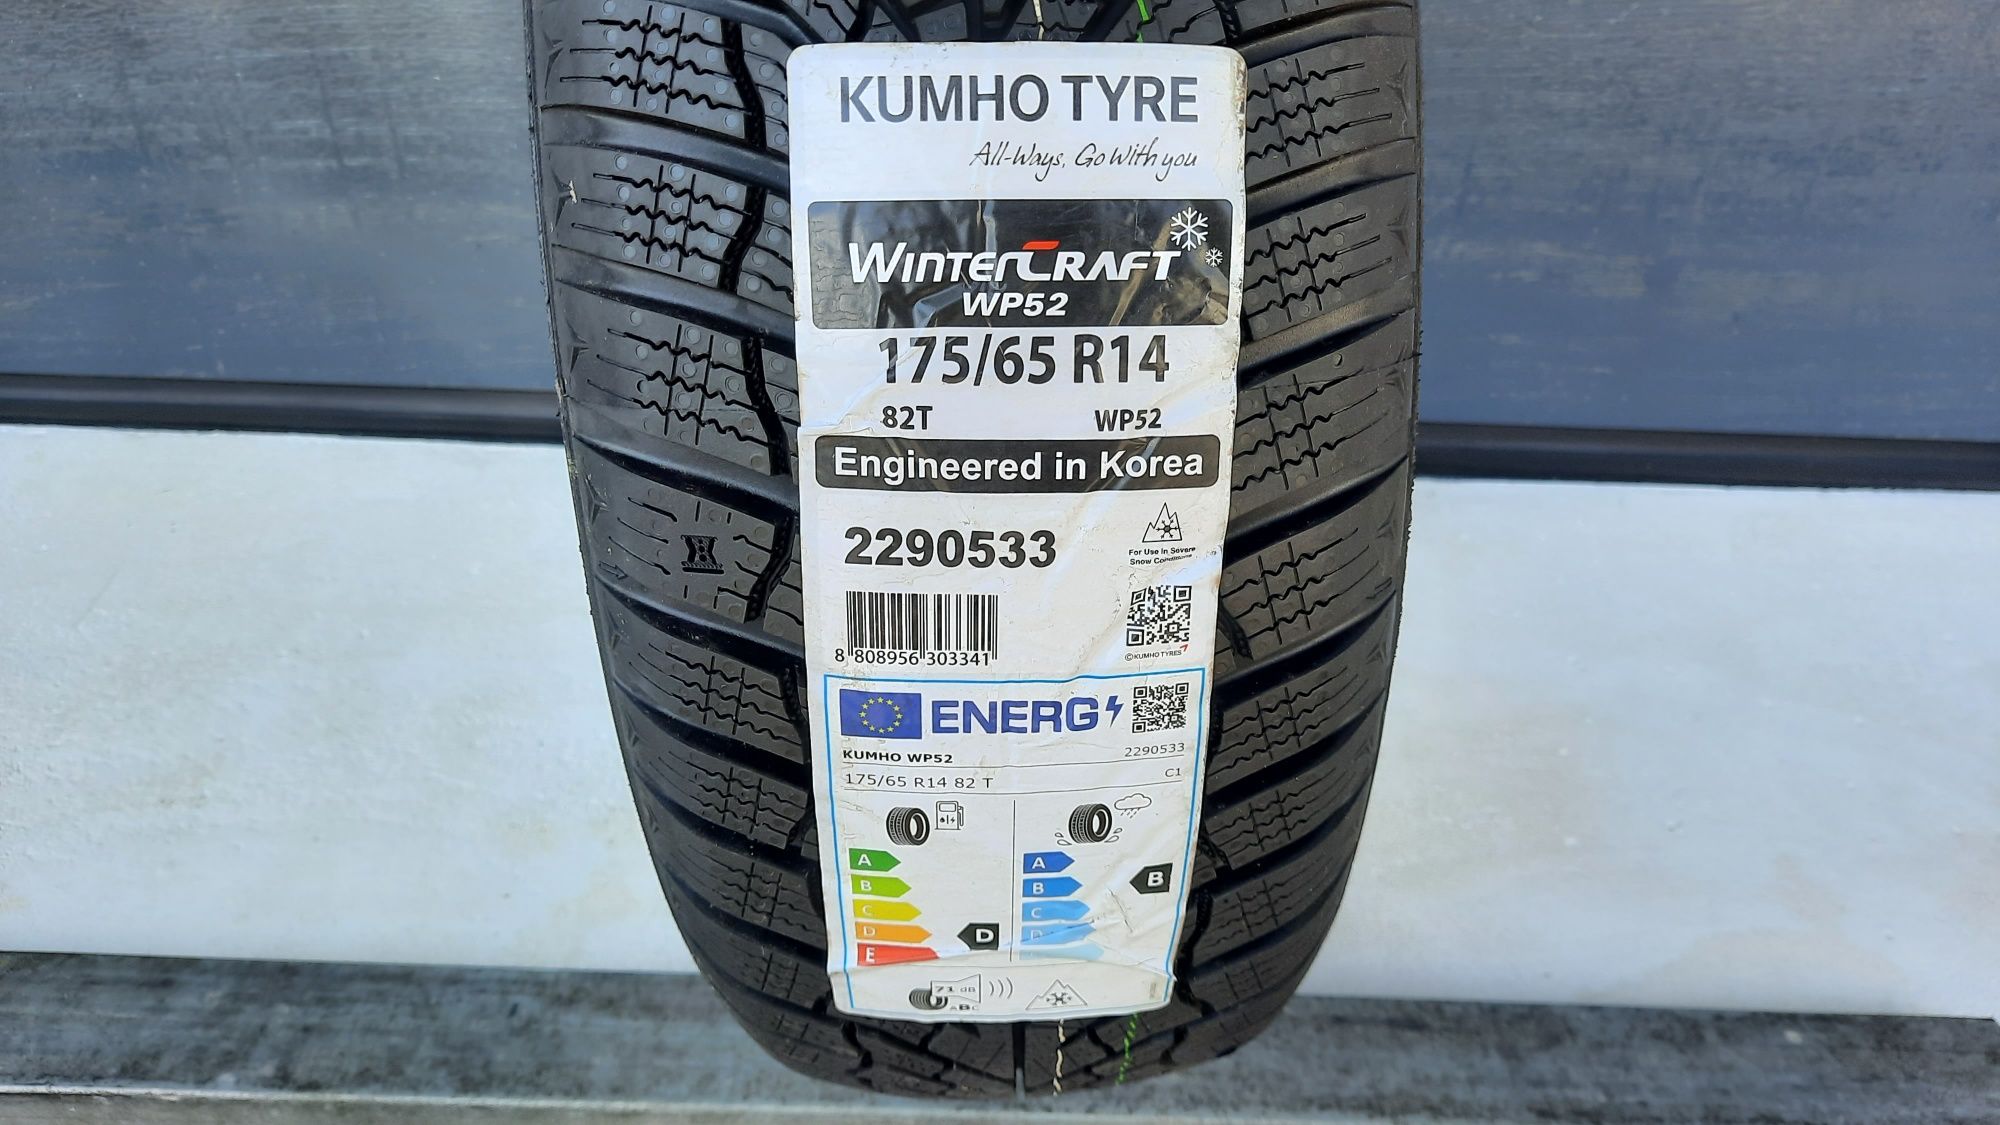 KUMHO TYRE
All-Ways, Go With you
WINTERCRAFT
WP52
175/65 R14
82T WP52
Engineered in Korea
2290533
For Use in Severe
Snow Conditions
8 808956 303341
©KUMHO TYRES
ENERG
KUMHO WP52 2290533
175/65 R14 82 T C1
A A
B B B
C C
D D D
E
71 dB
ABC